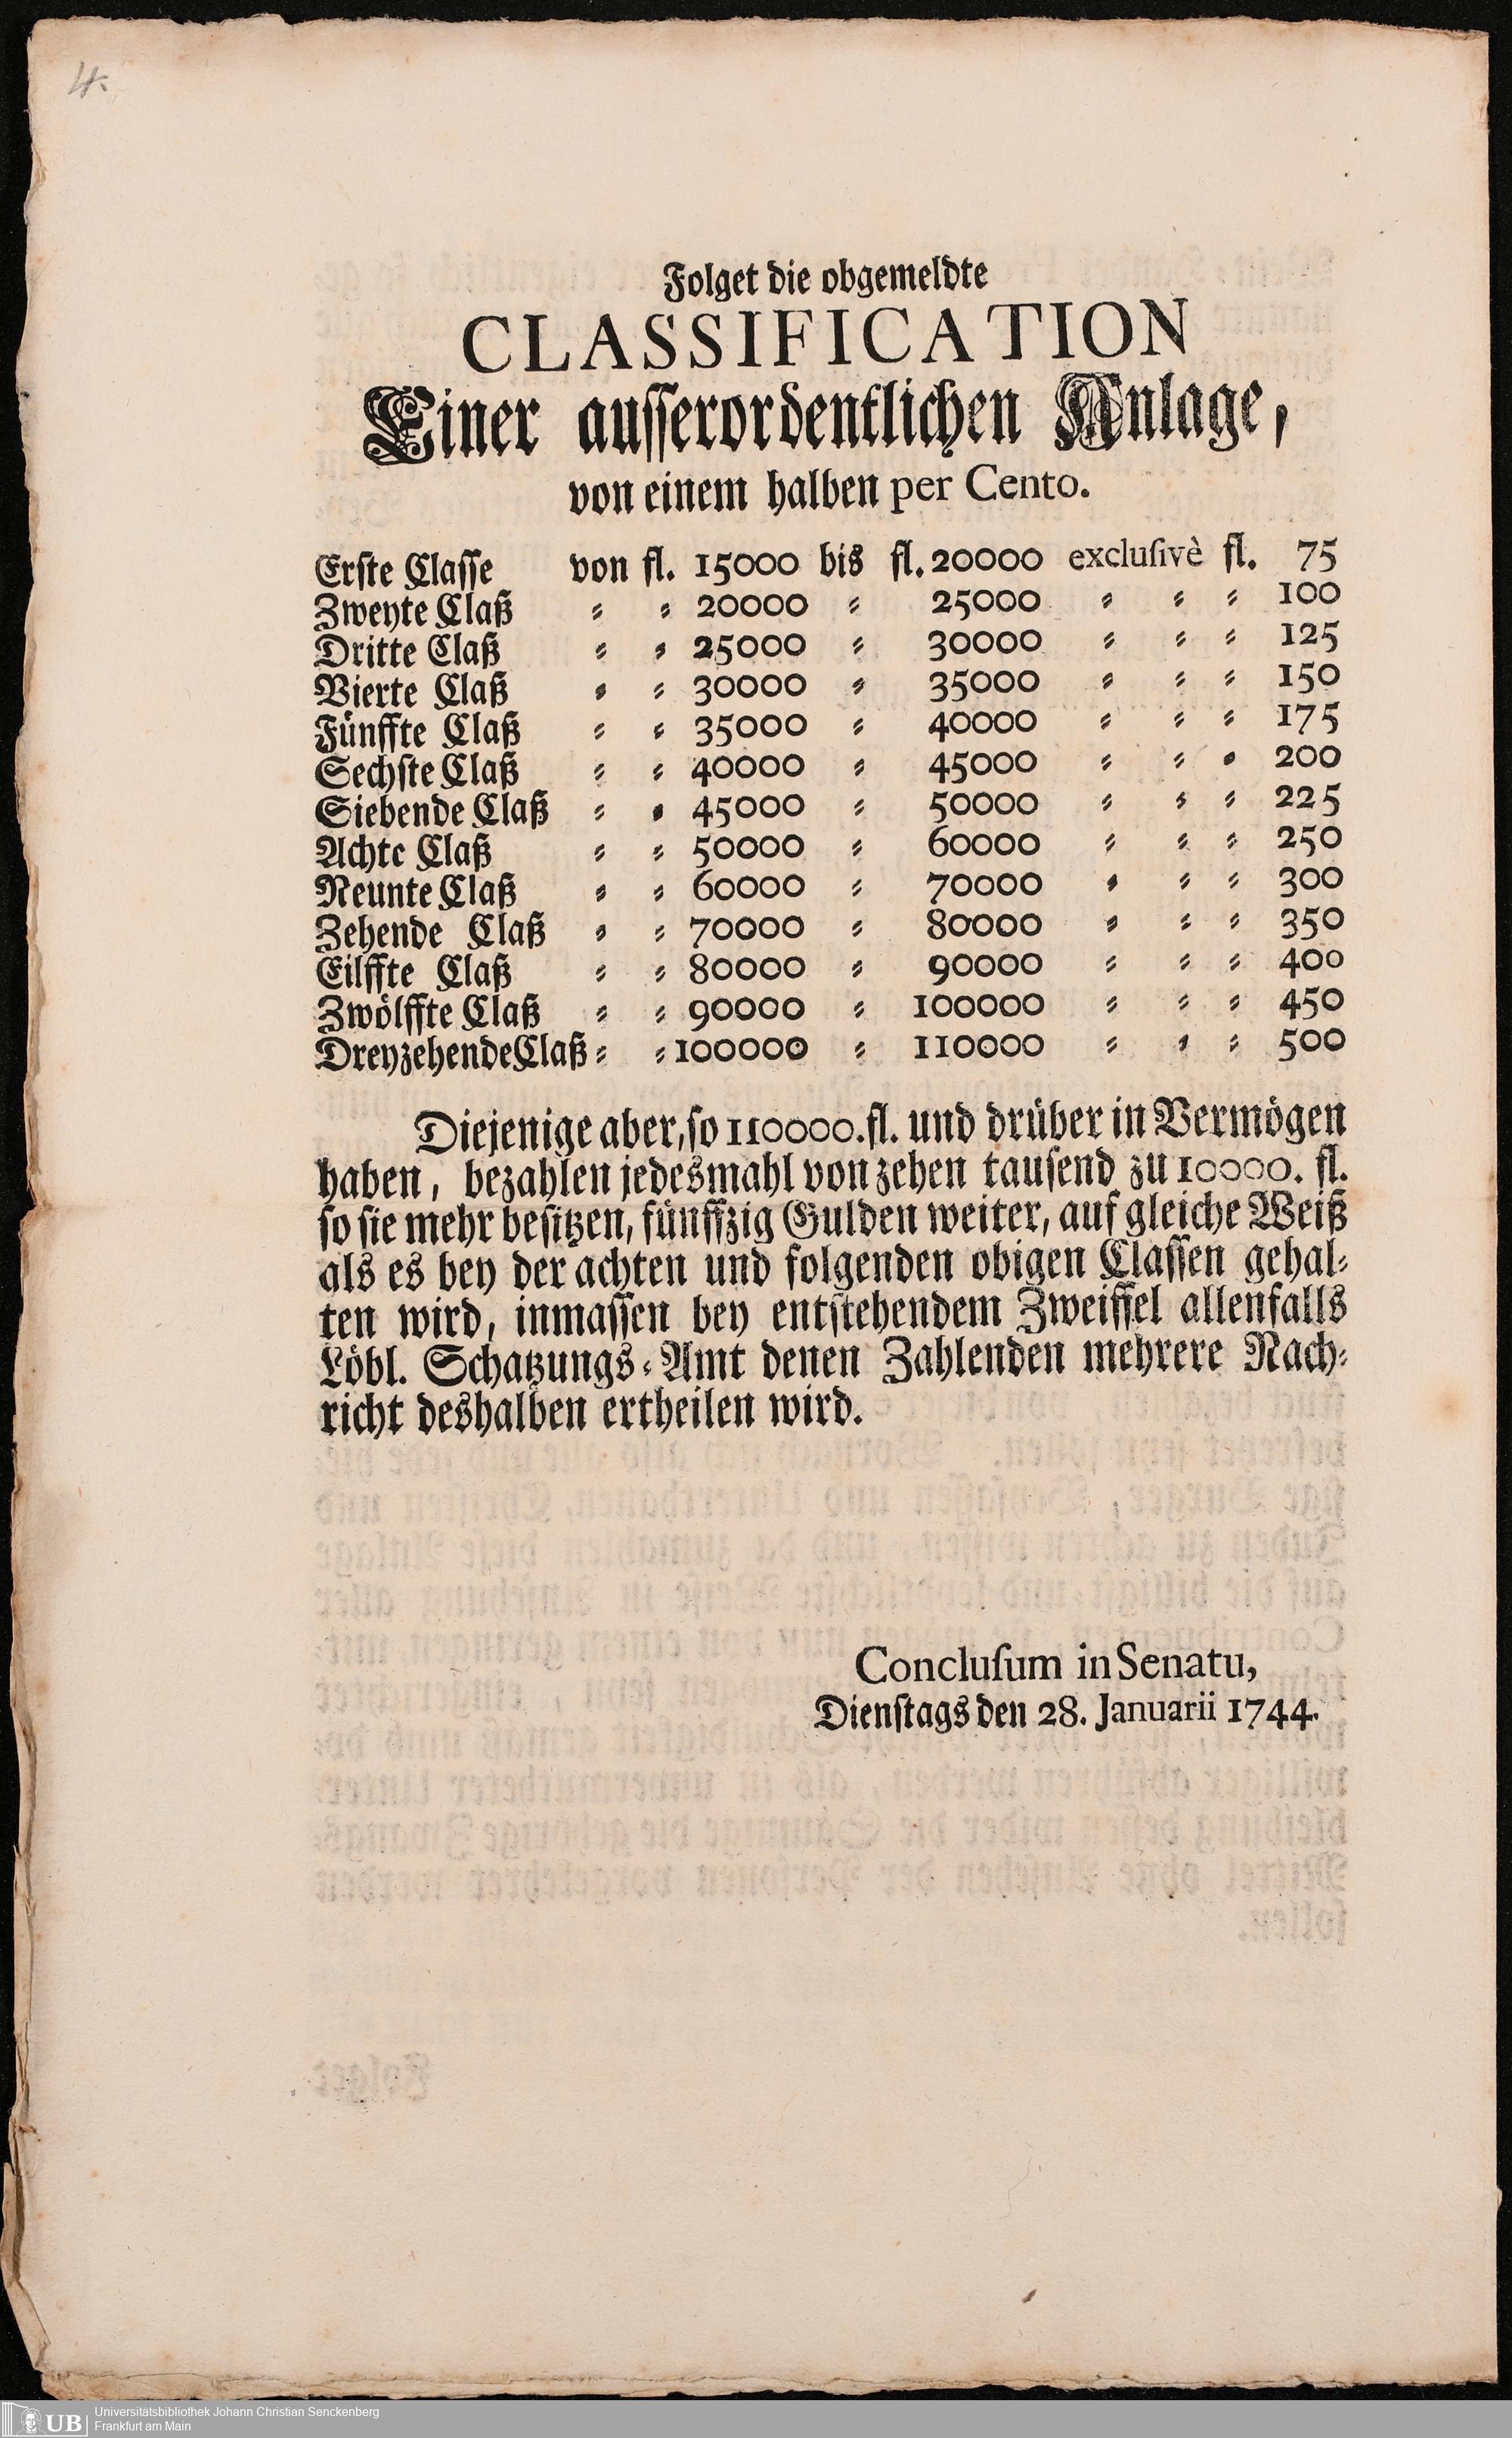 4.
Folget die obgemeldte
CLASSIFICATION
Einer ausserordentlichen Anlage,
von einem halben per Cento.
Erste Classe von fl. 15000 bis fl. 20000 exclusivè fl. 75
Zweyte Claß = = 20000 = 25000 = = = 100
Dritte Claß = = 25000 = 30000 = = = 125
Vierte Claß = = 30000 = 35000 = = = 150
Fünffte Claß = = 35000 = 40000 = = = 175
Sechste Claß = = 40000 = 45000 = = = 200
Siebende Claß = = 45000 = 50000 = = = 225
Achte Claß = = 50000 = 60000 = = = 250
Neunte Claß = = 60000 = 70000 = = = 300
Zehende Claß = = 70000 = 80000 = = = 350
Eilffte Claß = = 80000 = 90000 = = = 400
Zwölffte Claß = = 90000 = 100000 = = = 450
Dreyzehende Claß = = 100000 = 110000 = = = 500
Diejenige aber, so 110000. fl. und drüber in Vermögen
haben, bezahlen jedesmahl von zehen tausend zu 10000. fl.
so sie mehr besitzen, fünffzig Gulden weiter, auf gleiche Weiß
als es bey der achten und folgenden obigen Classen gehal=
ten wird, inmassen bey entstehendem Zweiffel allenfalls
Löbl. Schatzungs=Amt denen Zahlenden mehrere Nach=
richt deshalben ertheilen wird.
Conclusum in Senatu,
Dienstags den 28. Januarii 1744.
UB
Universitätsbibliothek Johann Christian Senckenberg
Frankfurt am Main